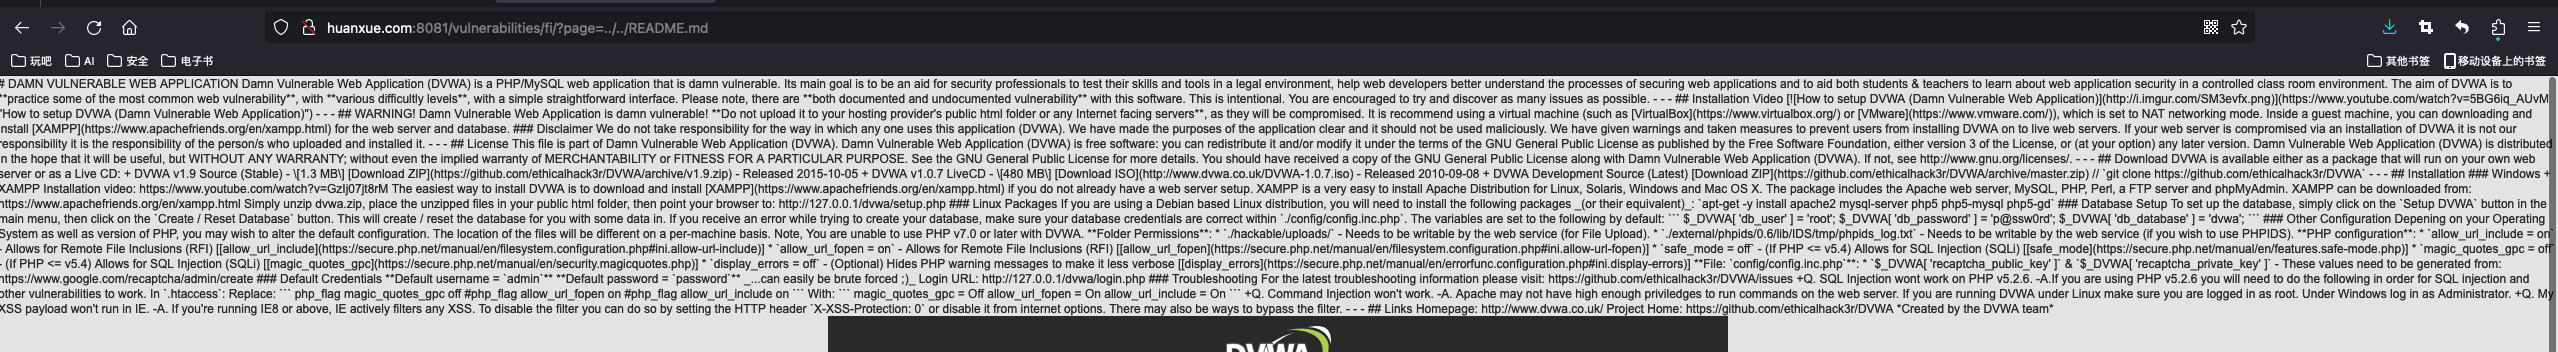 huanxue.com:8081/vulnerabilities/fi/?page=../../README.md
玩吧 AI 安全 电子书 其他书签 移动设备上的书签
# DAMN VULNERABLE WEB APPLICATION Damn Vulnerable Web Application (DVWA) is a PHP/MySQL web application that is damn vulnerable. Its main goal is to be an aid for security professionals to test their skills and tools in a legal environment, help web developers better understand the processes of securing web applications and to aid both students & teachers to learn about web application security in a controlled class room environment. The aim of DVWA is to
**practice some of the most common web vulnerability**, with **various difficultly levels**, with a simple straightforward interface. Please note, there are **both documented and undocumented vulnerability** with this software. This is intentional. You are encouraged to try and discover as many issues as possible. - - - ## Installation Video [![How to setup DVWA (Damn Vulnerable Web Application)](http://i.imgur.com/SM3evfx.png)](https://www.youtube.com/watch?v=5BG6iq_AUvM
"How to setup DVWA (Damn Vulnerable Web Application)") - - - ## WARNING! Damn Vulnerable Web Application is damn vulnerable! **Do not upload it to your hosting provider's public html folder or any Internet facing servers**, as they will be compromised. It is recommend using a virtual machine (such as [VirtualBox](https://www.virtualbox.org/) or [VMware](https://www.vmware.com/)), which is set to NAT networking mode. Inside a guest machine, you can downloading and
install [XAMPP](https://www.apachefriends.org/en/xampp.html) for the web server and database. ### Disclaimer We do not take responsibility for the way in which any one uses this application (DVWA). We have made the purposes of the application clear and it should not be used maliciously. We have given warnings and taken measures to prevent users from installing DVWA on to live web servers. If your web server is compromised via an installation of DVWA it is not our
responsibility it is the responsibility of the person/s who uploaded and installed it. - - - ## License This file is part of Damn Vulnerable Web Application (DVWA). Damn Vulnerable Web Application (DVWA) is free software: you can redistribute it and/or modify it under the terms of the GNU General Public License as published by the Free Software Foundation, either version 3 of the License, or (at your option) any later version. Damn Vulnerable Web Application (DVWA) is distributed
in the hope that it will be useful, but WITHOUT ANY WARRANTY; without even the implied warranty of MERCHANTABILITY or FITNESS FOR A PARTICULAR PURPOSE. See the GNU General Public License for more details. You should have received a copy of the GNU General Public License along with Damn Vulnerable Web Application (DVWA). If not, see http://www.gnu.org/licenses/. - - - ## Download DVWA is available either as a package that will run on your own web
server or as a Live CD: + DVWA v1.9 Source (Stable) - \[1.3 MB\] [Download ZIP](https://github.com/ethicalhack3r/DVWA/archive/v1.9.zip) - Released 2015-10-05 + DVWA v1.0.7 LiveCD - \[480 MB\] [Download ISO](http://www.dvwa.co.uk/DVWA-1.0.7.iso) - Released 2010-09-08 + DVWA Development Source (Latest) [Download ZIP](https://github.com/ethicalhack3r/DVWA/archive/master.zip) // `git clone https://github.com/ethicalhack3r/DVWA` - - - ## Installation ### Windows +
XAMPP Installation video: https://www.youtube.com/watch?v=GzIj07jt8rM The easiest way to install DVWA is to download and install [XAMPP](https://www.apachefriends.org/en/xampp.html) if you do not already have a web server setup. XAMPP is a very easy to install Apache Distribution for Linux, Solaris, Windows and Mac OS X. The package includes the Apache web server, MySQL, PHP, Perl, a FTP server and phpMyAdmin. XAMPP can be downloaded from:
https://www.apachefriends.org/en/xampp.html Simply unzip dvwa.zip, place the unzipped files in your public html folder, then point your browser to: http://127.0.0.1/dvwa/setup.php ### Linux Packages If you are using a Debian based Linux distribution, you will need to install the following packages _(or their equivalent)_: `apt-get -y install apache2 mysql-server php5 php5-mysql php5-gd` ### Database Setup To set up the database, simply click on the `Setup DVWA` button in the
main menu, then click on the `Create / Reset Database` button. This will create / reset the database for you with some data in. If you receive an error while trying to create your database, make sure your database credentials are correct within `./config/config.inc.php`. The variables are set to the following by default: ``` $_DVWA[ 'db_user' ] = 'root'; $_DVWA[ 'db_password' ] = 'p@ssw0rd'; $_DVWA[ 'db_database' ] = 'dvwa'; ``` ### Other Configuration Depening on your Operating
System as well as version of PHP, you may wish to alter the default configuration. The location of the files will be different on a per-machine basis. Note, You are unable to use PHP v7.0 or later with DVWA. **Folder Permissions**: * `./hackable/uploads/` - Needs to be writable by the web service (for File Upload). * `./external/phpids/0.6/lib/IDS/tmp/phpids_log.txt` - Needs to be writable by the web service (if you wish to use PHPIDS). **PHP configuration**: * `allow_url_include = on`
- Allows for Remote File Inclusions (RFI) [[allow_url_include](https://secure.php.net/manual/en/filesystem.configuration.php#ini.allow-url-include)] * `allow_url_fopen = on` - Allows for Remote File Inclusions (RFI) [[allow_url_fopen](https://secure.php.net/manual/en/filesystem.configuration.php#ini.allow-url-fopen)] * `safe_mode = off` - (If PHP <= v5.4) Allows for SQL Injection (SQLi) [[safe_mode](https://secure.php.net/manual/en/features.safe-mode.php)] * `magic_quotes_gpc = off`
- (If PHP <= v5.4) Allows for SQL Injection (SQLi) [[magic_quotes_gpc](https://secure.php.net/manual/en/security.magicquotes.php)] * `display_errors = off` - (Optional) Hides PHP warning messages to make it less verbose [[display_errors](https://secure.php.net/manual/en/errorfunc.configuration.php#ini.display-errors)] **File: `config/config.inc.php`**: * `$_DVWA[ 'recaptcha_public_key' ]` & `$_DVWA[ 'recaptcha_private_key' ]` - These values need to be generated from:
https://www.google.com/recaptcha/admin/create ### Default Credentials **Default username = `admin`** **Default password = `password`** _...can easily be brute forced ;)_ Login URL: http://127.0.0.1/dvwa/login.php ### Troubleshooting For the latest troubleshooting information please visit: https://github.com/ethicalhack3r/DVWA/issues +Q. SQL Injection wont work on PHP v5.2.6. -A.If you are using PHP v5.2.6 you will need to do the following in order for SQL injection and
other vulnerabilities to work. In `.htaccess`: Replace: ``` php_flag magic_quotes_gpc off #php_flag allow_url_fopen on #php_flag allow_url_include on ``` With: ``` magic_quotes_gpc = Off allow_url_fopen = On allow_url_include = On ``` +Q. Command Injection won't work. -A. Apache may not have high enough priviledges to run commands on the web server. If you are running DVWA under Linux make sure you are logged in as root. Under Windows log in as Administrator. +Q. My
XSS payload won't run in IE. -A. If you're running IE8 or above, IE actively filters any XSS. To disable the filter you can do so by setting the HTTP header `X-XSS-Protection: 0` or disable it from internet options. There may also be ways to bypass the filter. - - - ## Links Homepage: http://www.dvwa.co.uk/ Project Home: https://github.com/ethicalhack3r/DVWA *Created by the DVWA team*
DVWA